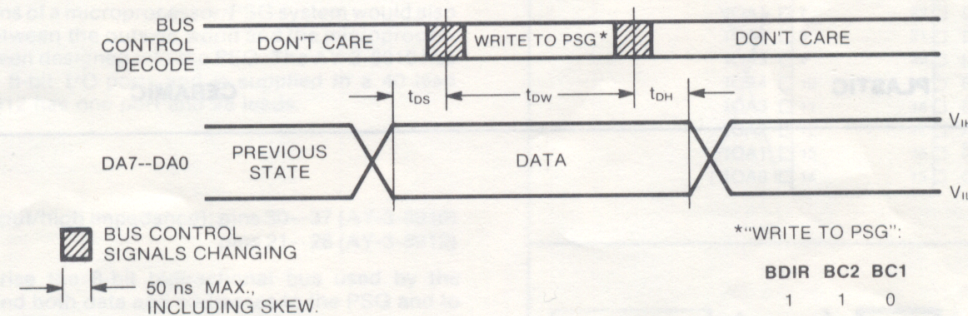 BUS CONTROL DECODE
DON'T CARE
WRITE TO PSG*
DON'T CARE
tDS
tDW
tDH
VIH
DA7--DA0
PREVIOUS STATE
DATA
BUS CONTROL
SIGNALS CHANGING
50 ns MAX.,
INCLUDING SKEW.
*"WRITE TO PSG":
BDIR BC2 BC1
1 1 0